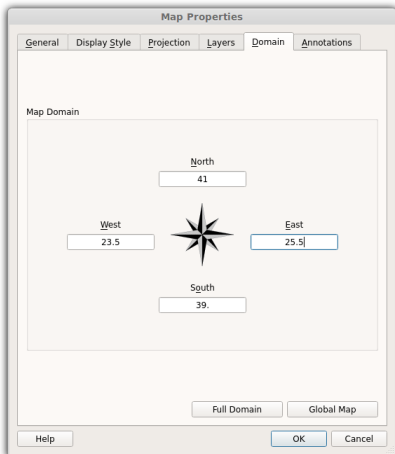 Map Properties
General Display Style Projection Layers Domain Annotations
Map Domain
North
41
West East
23.5 25.5
South
39.
Full Domain Global Map
Help OK Cancel